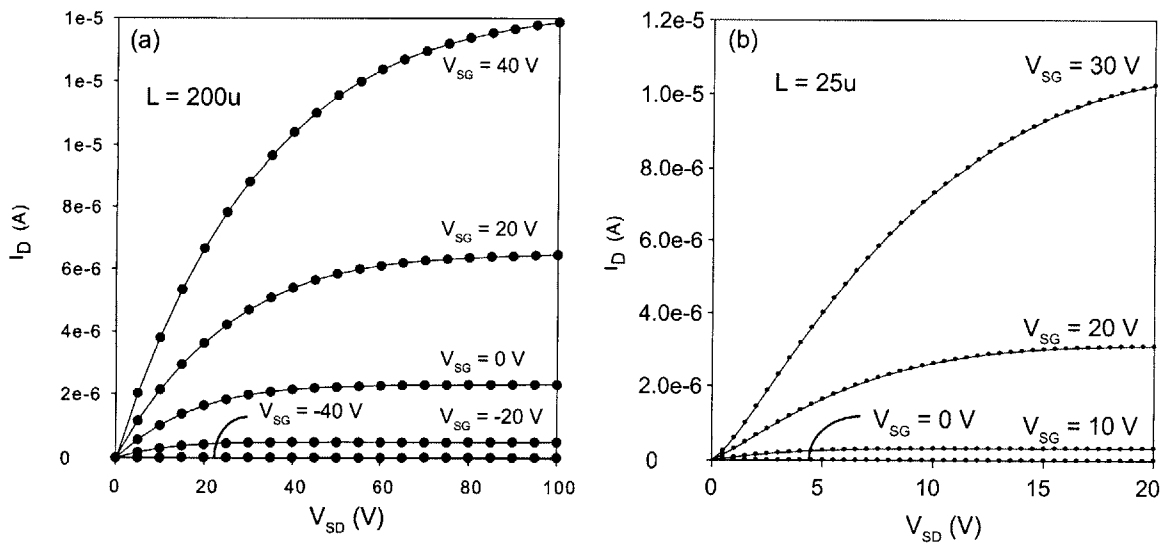 (a)
L = 200u
V_SG = 40 V
V_SG = 20 V
V_SG = 0 V
V_SG = -40 V
V_SG = -20 V
1e-5
1e-5
1e-5
8e-6
6e-6
4e-6
2e-6
0
I_D (A)
0 20 40 60 80 100
V_SD (V)
(b)
L = 25u
V_SG = 30 V
V_SG = 20 V
V_SG = 0 V
V_SG = 10 V
1.2e-5
1.0e-5
8.0e-6
6.0e-6
4.0e-6
2.0e-6
0
I_D (A)
0 5 10 15 20
V_SD (V)